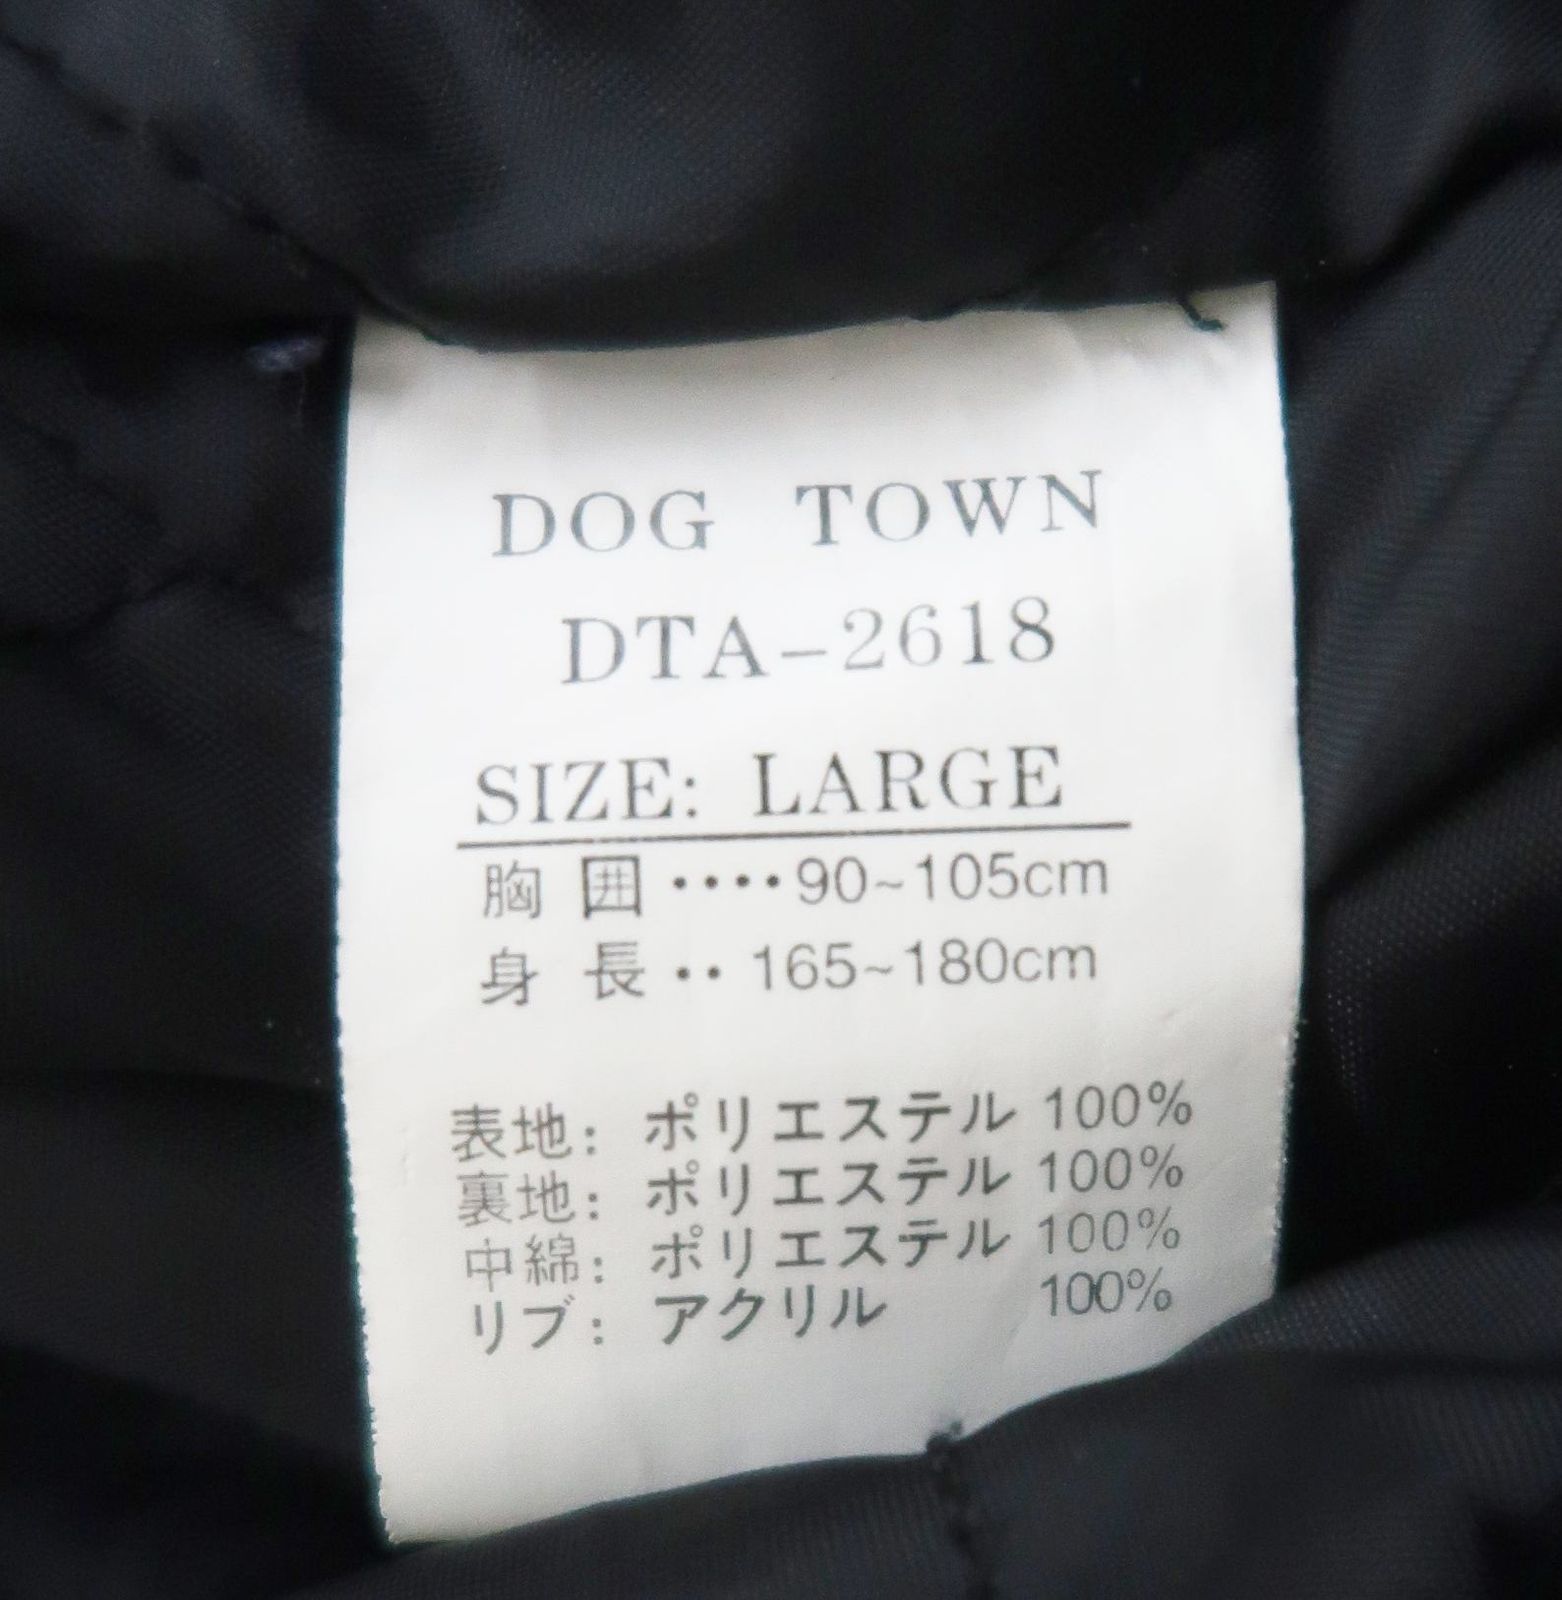 DOG TOWN
DTA-2618
SIZE: LARGE
胸 囲 ････90~105cm
身 長 ･･ 165~180cm
表地: ポリエステル 100%
裏地: ポリエステル 100%
中綿: ポリエステル 100%
リブ: アクリル 100%